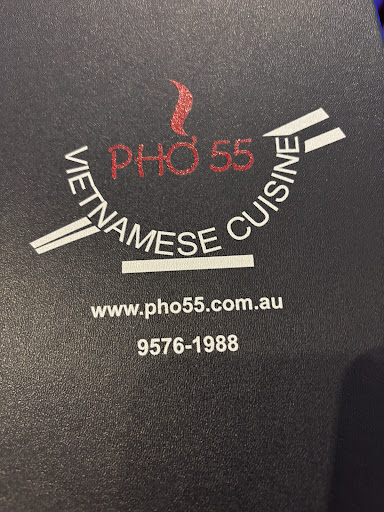 PHỞ 55
VIETNAMESE CUISINE
www.pho55.com.au
9576-1988